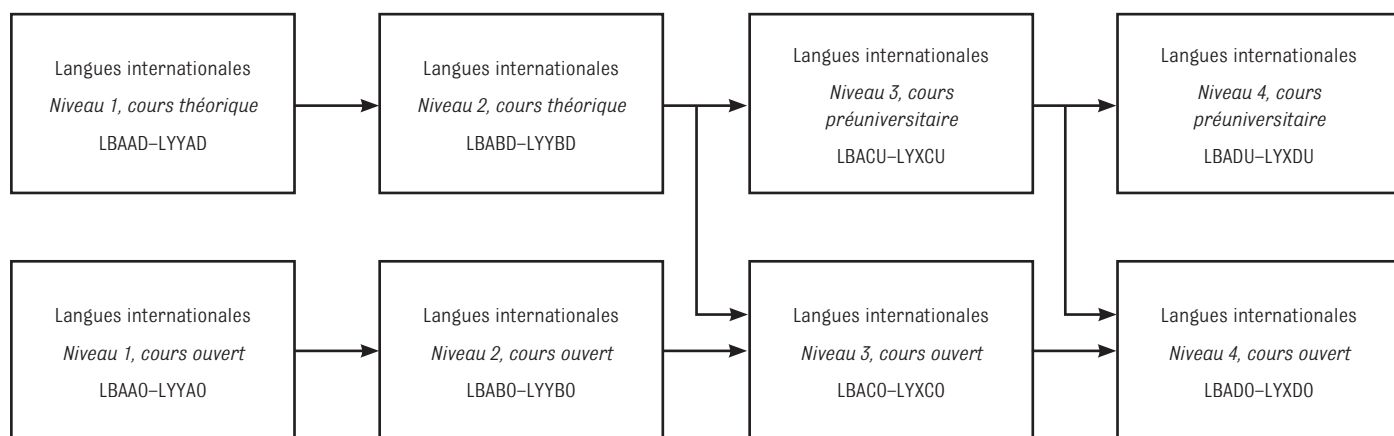 Langues internationales
Niveau 1, cours théorique
LBAAD–LYYAD
Langues internationales
Niveau 2, cours théorique
LBABD–LYYBD
Langues internationales
Niveau 3, cours
préuniversitaire
LBACU–LYXCU
Langues internationales
Niveau 4, cours
préuniversitaire
LBADU–LYXDU
Langues internationales
Niveau 1, cours ouvert
LBAAO–LYYAO
Langues internationales
Niveau 2, cours ouvert
LBABO–LYYBO
Langues internationales
Niveau 3, cours ouvert
LBACO–LYXCO
Langues internationales
Niveau 4, cours ouvert
LBADO–LYXDO